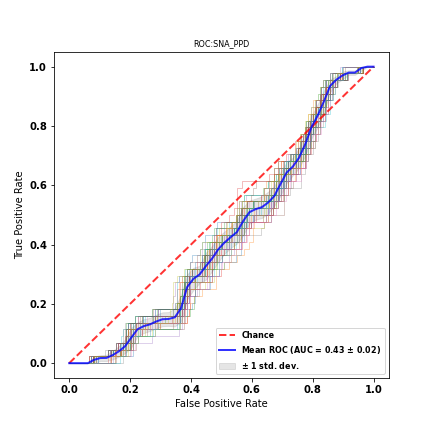 ROC:SNA_PPD
True Positive Rate
1.0
0.8
0.6
0.4
0.2
0.0
Chance
Mean ROC (AUC = 0.43 ± 0.02)
± 1 std. dev.
0.0 0.2 0.4 0.6 0.8 1.0
False Positive Rate